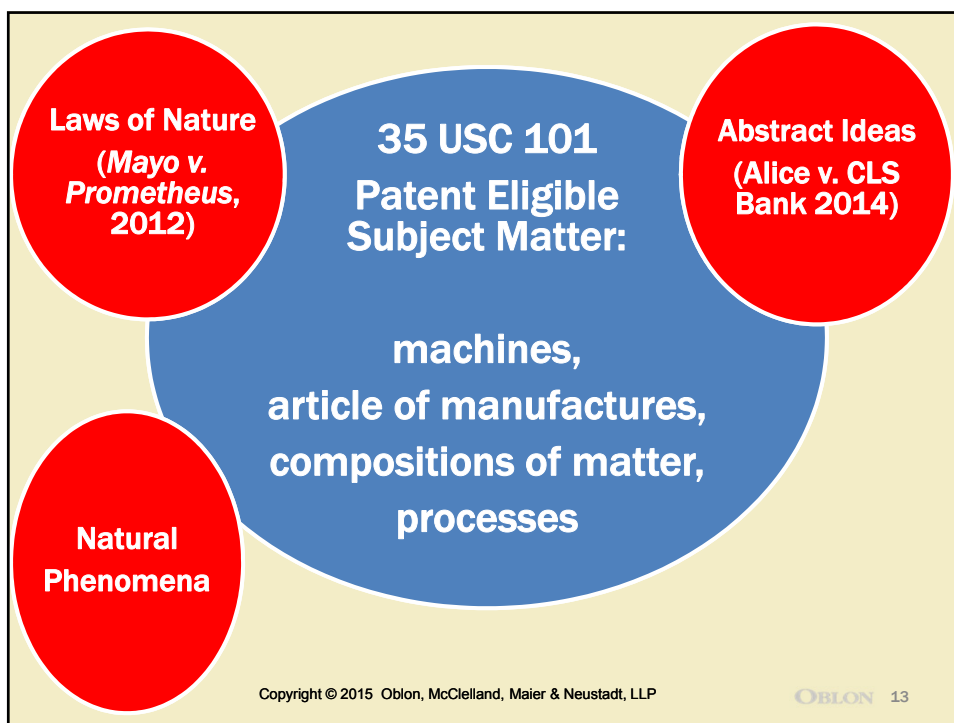 Laws of Nature
(Mayo v.
Prometheus,
2012)
35 USC 101
Patent Eligible
Subject Matter:
machines,
article of manufactures,
compositions of matter,
processes
Abstract Ideas
(Alice v. CLS
Bank 2014)
Natural
Phenomena
Copyright © 2015 Oblon, McClelland, Maier & Neustadt, LLP
OBLON 13